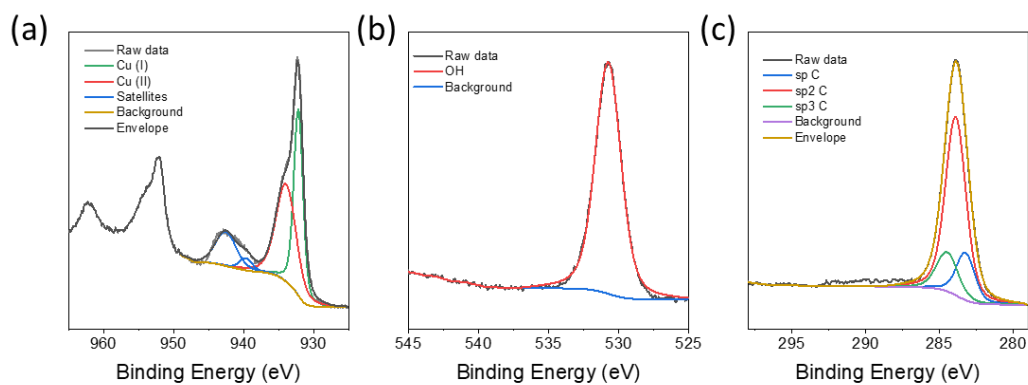 (a)
Raw data
Cu (I)
Cu (II)
Satellites
Background
Envelope
960 950 940 930
Binding Energy (eV)
(b)
Raw data
OH
Background
545 540 535 530 525
Binding Energy (eV)
(c)
Raw data
sp C
sp2 C
sp3 C
Background
Envelope
295 290 285 280
Binding Energy (eV)